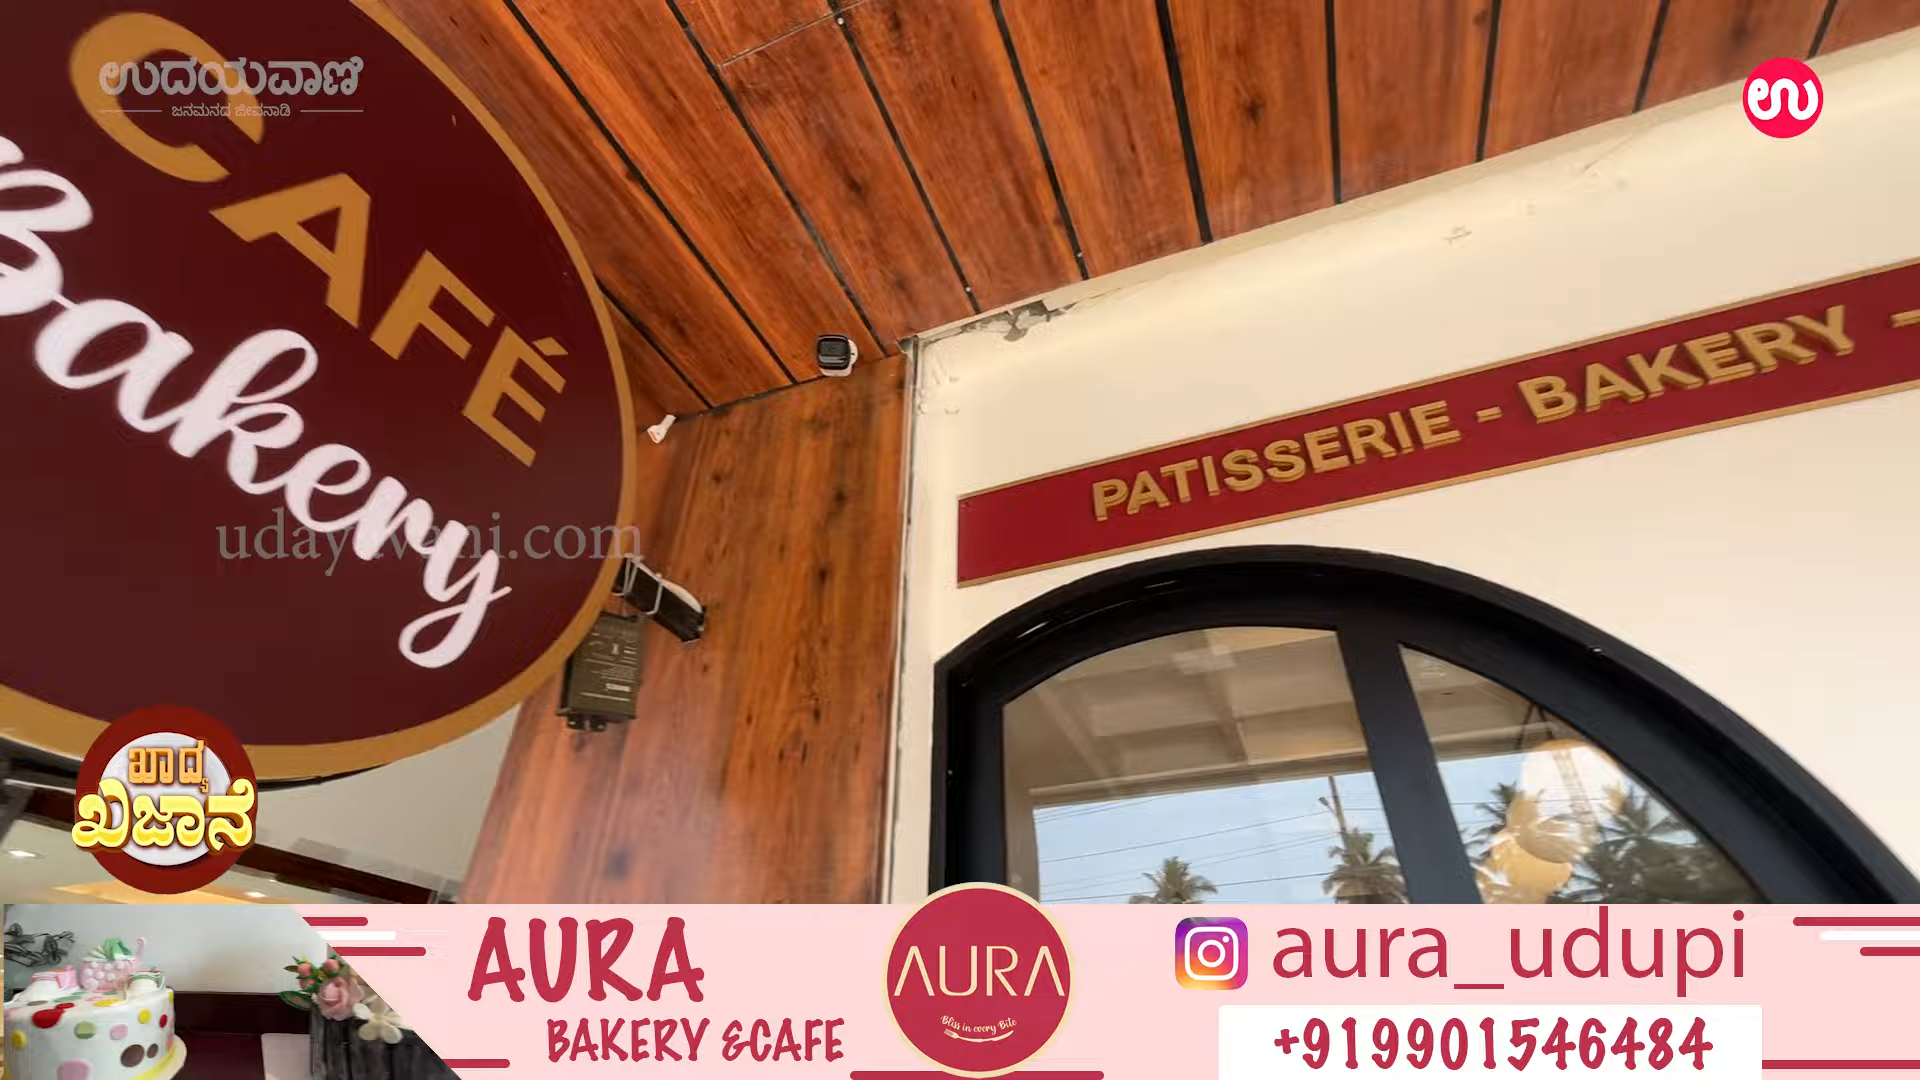 ಉದಯವಾಣಿ
ಜನಮನದ ಜೀವನಾಡಿ
ಉ
CAFÉ
Bakery
PATISSERIE - BAKERY -
udayavani.com
ಖಾದ್ಯ
ಖಜಾನೆ
AURA
BAKERY &CAFE
AURA
Bliss in every Bite
aura_udupi
+919901546484